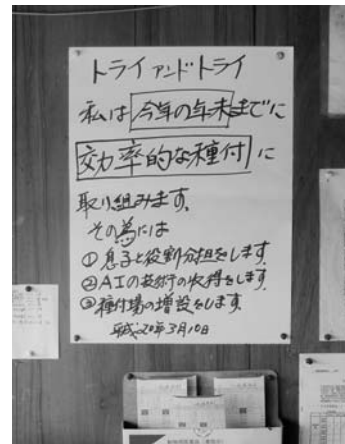 トライ アンド トライ
私は 今年の年末までに
効率的な種付 に
取り組みます。
その為には
①息子と役割分担をします
②AIの技術の収得をします
③種付場の増設をします
平成20年3月10日